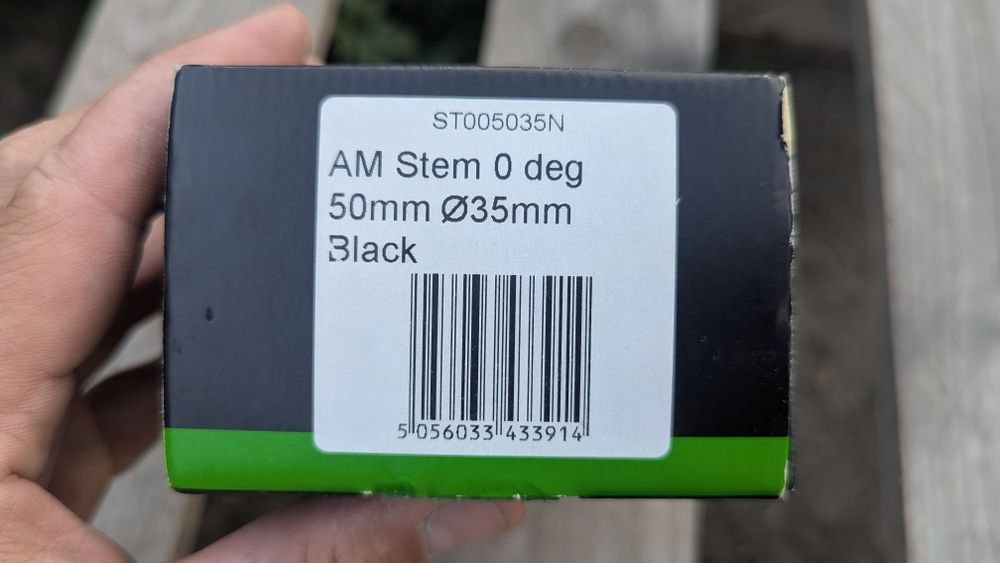 ST005035N
AM Stem 0 deg
50mm Ø35mm
Black
5 056033 433914